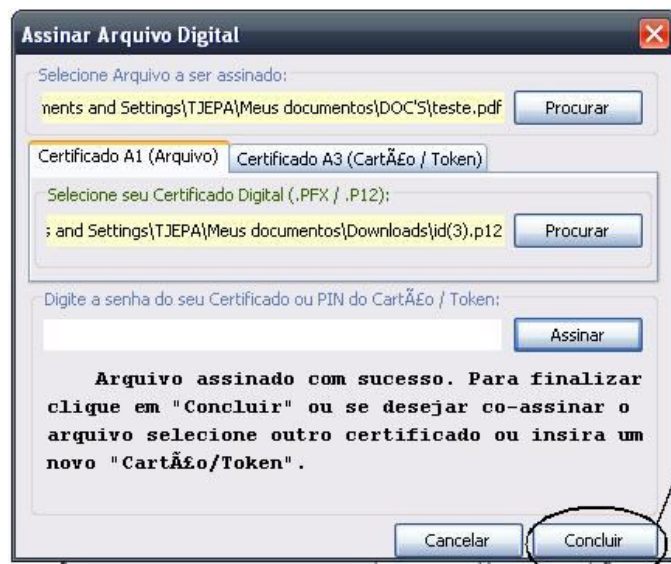 Assinar Arquivo Digital
Selecione Arquivo a ser assinado:
nents and Settings\TJEPA\Meus documentos\DOC'S\teste.pdf
Procurar
Certificado A1 (Arquivo) Certificado A3 (CartÃ£o / Token)
Selecione seu Certificado Digital (.PFX / .P12):
s and Settings\TJEPA\Meus documentos\Downloads\id(3).p12
Procurar
Digite a senha do seu Certificado ou PIN do CartÃ£o / Token:
Assinar
Arquivo assinado com sucesso. Para finalizar
clique em "Concluir" ou se desejar co-assinar o
arquivo selecione outro certificado ou insira um
novo "CartÃ£o/Token".
Cancelar Concluir